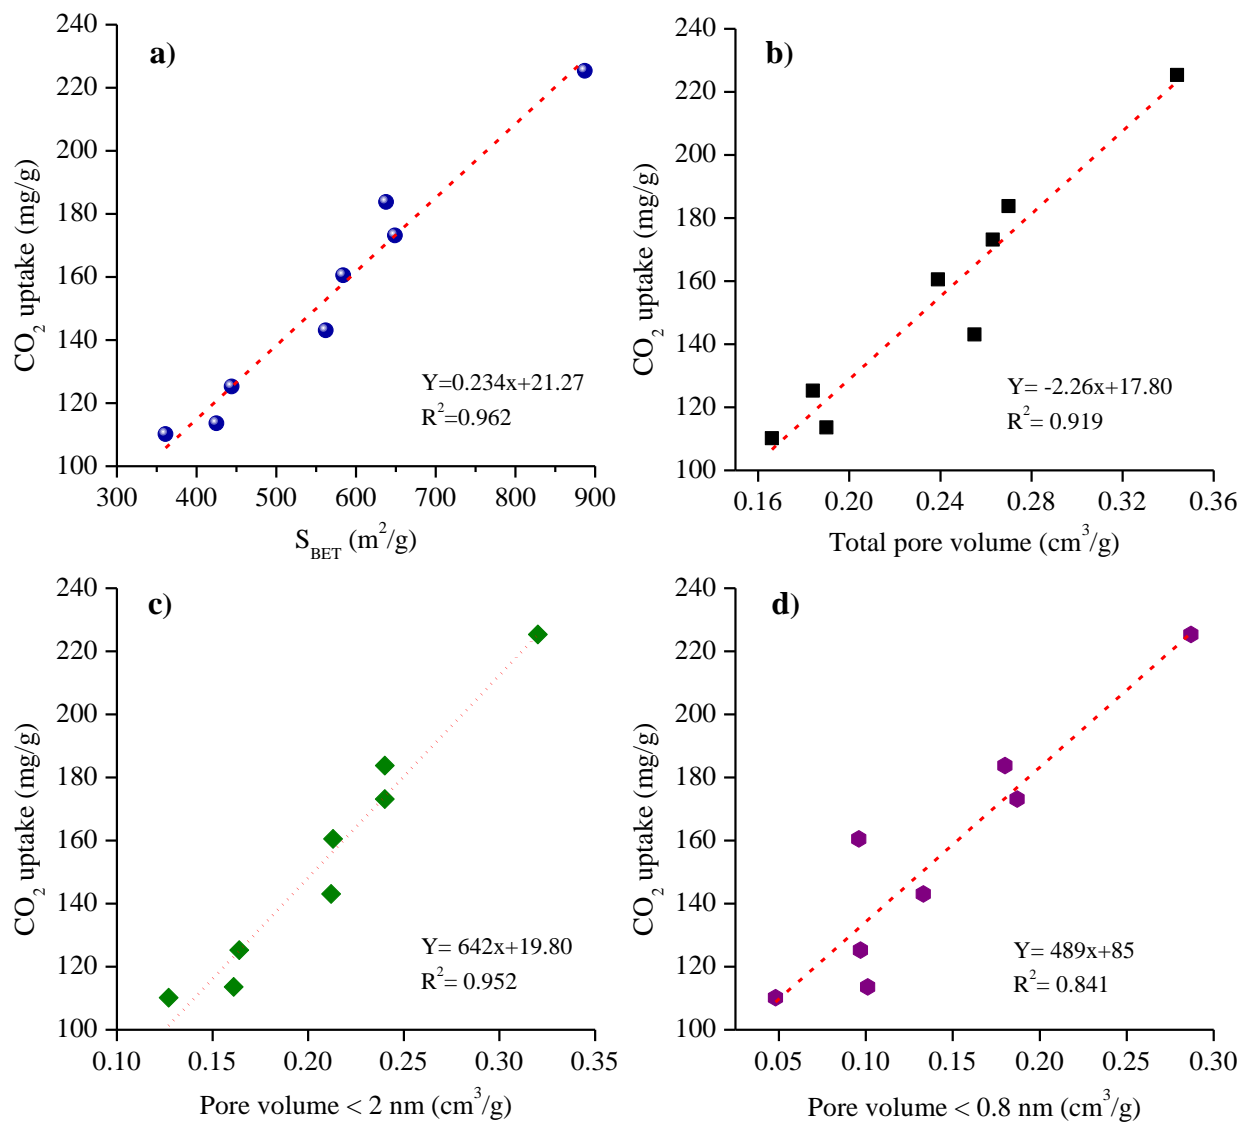 a)
240
220
200
180
160
140
120
100
CO₂ uptake (mg/g)
Y=0.234x+21.27
R²=0.962
300 400 500 600 700 800 900
S_BET (m²/g)
b)
240
220
200
180
160
140
120
100
CO₂ uptake (mg/g)
Y= -2.26x+17.80
R²= 0.919
0.16 0.20 0.24 0.28 0.32 0.36
Total pore volume (cm³/g)
c)
240
220
200
180
160
140
120
100
CO₂ uptake (mg/g)
Y= 642x+19.80
R²= 0.952
0.10 0.15 0.20 0.25 0.30 0.35
Pore volume < 2 nm (cm³/g)
d)
240
220
200
180
160
140
120
100
CO₂ uptake (mg/g)
Y= 489x+85
R²= 0.841
0.05 0.10 0.15 0.20 0.25 0.30
Pore volume < 0.8 nm (cm³/g)